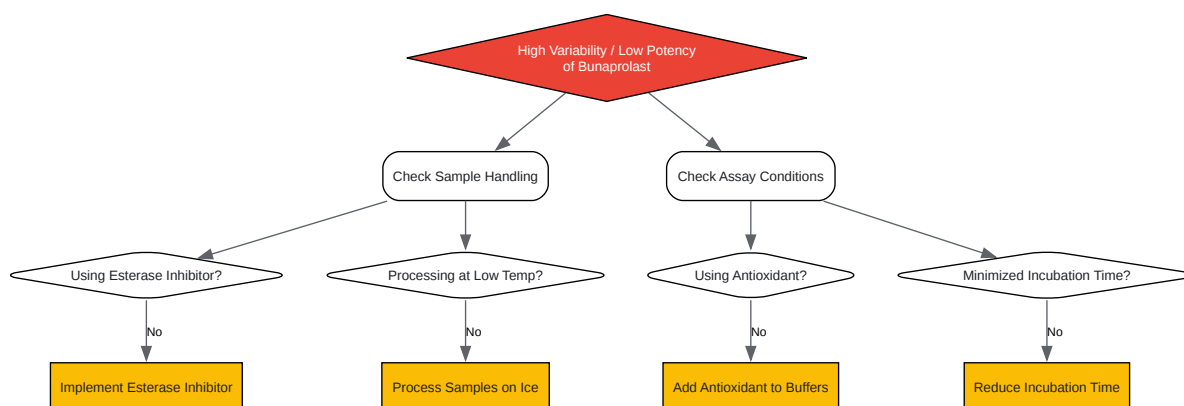 High Variability / Low Potency
of Bunaprolast
Check Sample Handling
Check Assay Conditions
Using Esterase Inhibitor?
Processing at Low Temp?
Using Antioxidant?
Minimized Incubation Time?
No
No
No
No
Implement Esterase Inhibitor
Process Samples on Ice
Add Antioxidant to Buffers
Reduce Incubation Time